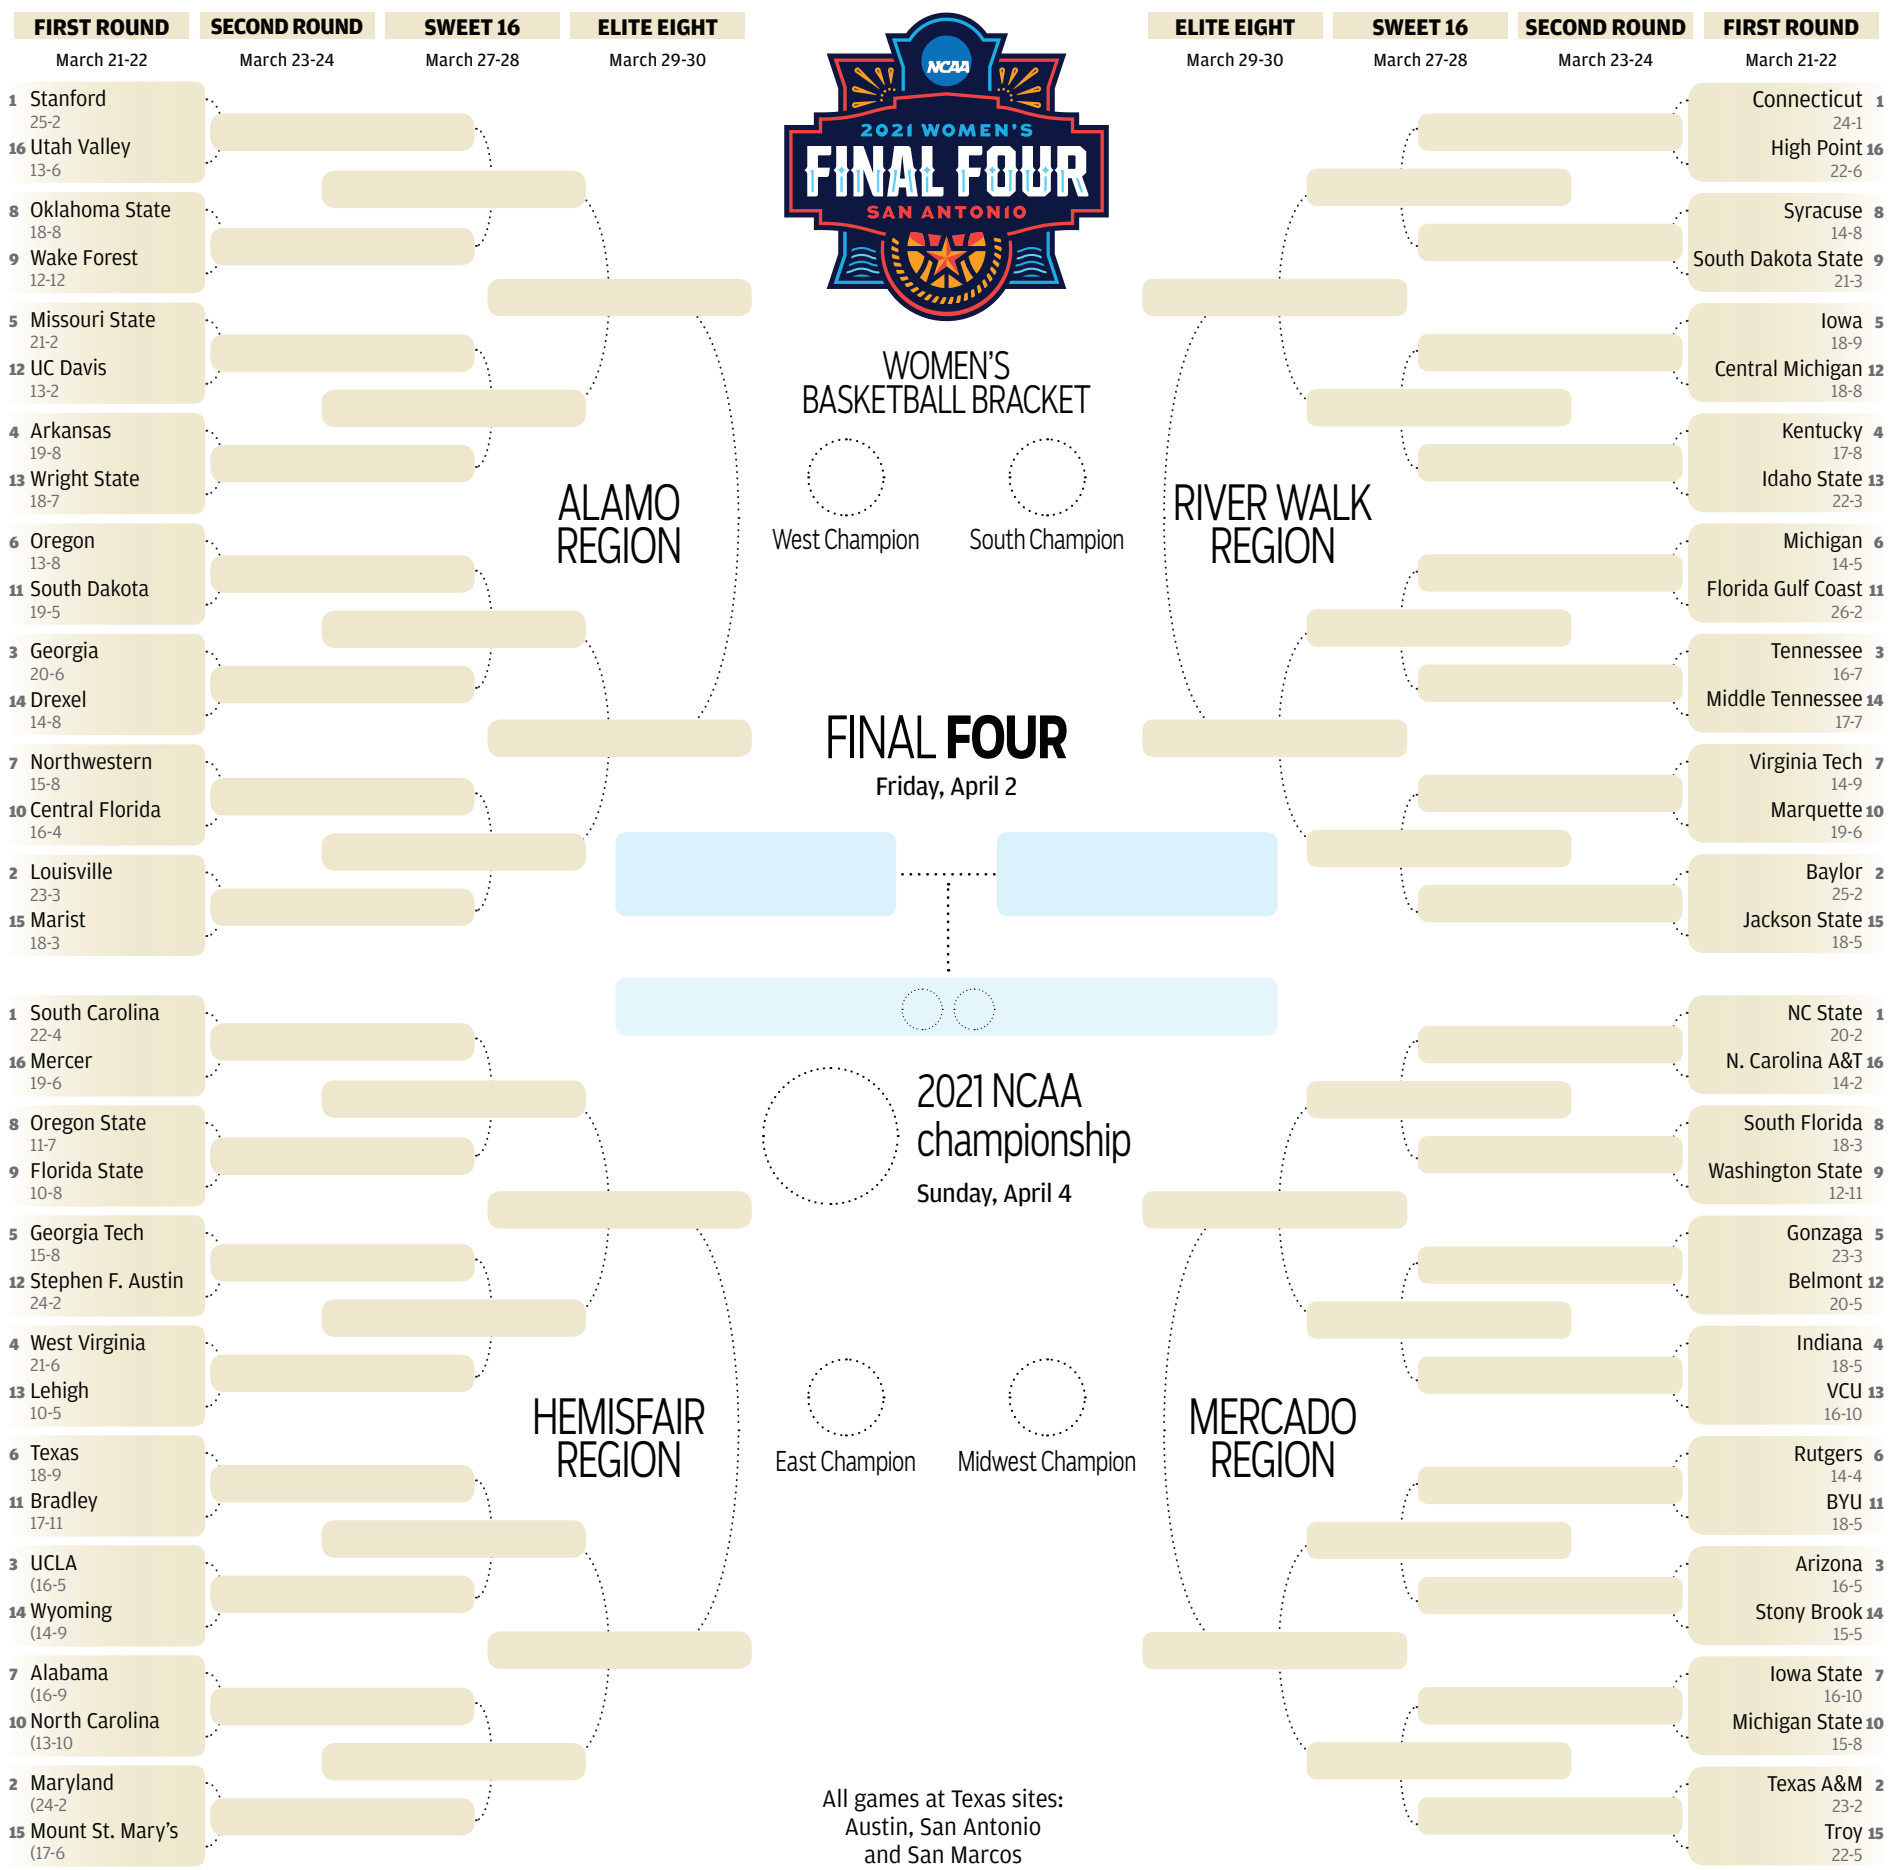 FIRST ROUND
March 21-22
SECOND ROUND
March 23-24
SWEET 16
March 27-28
ELITE EIGHT
March 29-30
1 Stanford
25-2
16 Utah Valley
13-6
8 Oklahoma State
18-8
9 Wake Forest
12-12
5 Missouri State
21-2
12 UC Davis
13-2
4 Arkansas
19-8
13 Wright State
18-7
6 Oregon
13-8
11 South Dakota
19-5
3 Georgia
20-6
14 Drexel
14-8
7 Northwestern
15-8
10 Central Florida
16-4
2 Louisville
23-3
15 Marist
18-3
ALAMO
REGION
1 South Carolina
22-4
16 Mercer
19-6
8 Oregon State
11-7
9 Florida State
10-8
5 Georgia Tech
15-8
12 Stephen F. Austin
24-2
4 West Virginia
21-6
13 Lehigh
10-5
6 Texas
18-9
11 Bradley
17-11
3 UCLA
(16-5
14 Wyoming
(14-9
7 Alabama
(16-9
10 North Carolina
(13-10
2 Maryland
(24-2
15 Mount St. Mary’s
(17-6
HEMISFAIR
REGION
NCAA
2021 WOMEN'S
FINAL FOUR
SAN ANTONIO
WOMEN’S
BASKETBALL BRACKET
West Champion
South Champion
FINAL FOUR
Friday, April 2
2021 NCAA
championship
Sunday, April 4
East Champion
Midwest Champion
All games at Texas sites:
Austin, San Antonio
and San Marcos
ELITE EIGHT
March 29-30
SWEET 16
March 27-28
SECOND ROUND
March 23-24
FIRST ROUND
March 21-22
Connecticut 1
24-1
High Point 16
22-6
Syracuse 8
14-8
South Dakota State 9
21-3
Iowa 5
18-9
Central Michigan 12
18-8
Kentucky 4
17-8
Idaho State 13
22-3
Michigan 6
14-5
Florida Gulf Coast 11
26-2
Tennessee 3
16-7
Middle Tennessee 14
17-7
Virginia Tech 7
14-9
Marquette 10
19-6
Baylor 2
25-2
Jackson State 15
18-5
RIVER WALK
REGION
NC State 1
20-2
N. Carolina A&T 16
14-2
South Florida 8
18-3
Washington State 9
12-11
Gonzaga 5
23-3
Belmont 12
20-5
Indiana 4
18-5
VCU 13
16-10
Rutgers 6
14-4
BYU 11
18-5
Arizona 3
16-5
Stony Brook 14
15-5
Iowa State 7
16-10
Michigan State 10
15-8
Texas A&M 2
23-2
Troy 15
22-5
MERCADO
REGION